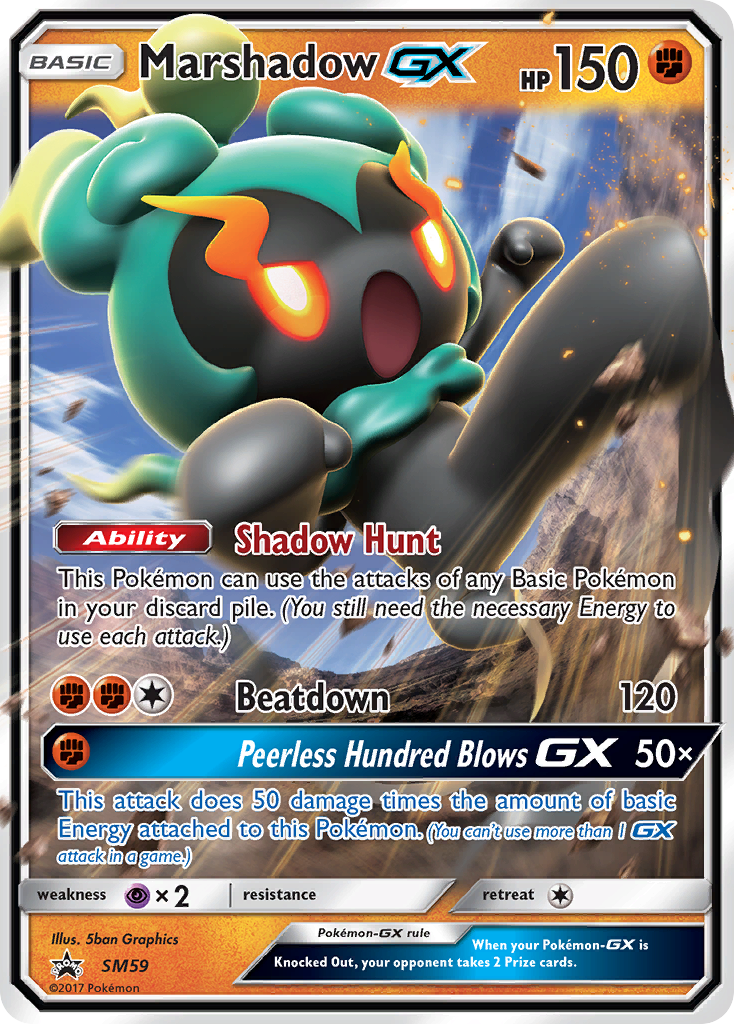 BASIC Marshadow GX HP 150
Ability Shadow Hunt
This Pokémon can use the attacks of any Basic Pokémon
in your discard pile. (You still need the necessary Energy to
use each attack.)
Beatdown 120
Peerless Hundred Blows GX 50×
This attack does 50 damage times the amount of basic
Energy attached to this Pokémon. (You can't use more than 1 GX
attack in a game.)
weakness × 2 resistance retreat
Illus. 5ban Graphics
PROMO SM59
©2017 Pokémon
Pokémon-GX rule
When your Pokémon-GX is
Knocked Out, your opponent takes 2 Prize cards.